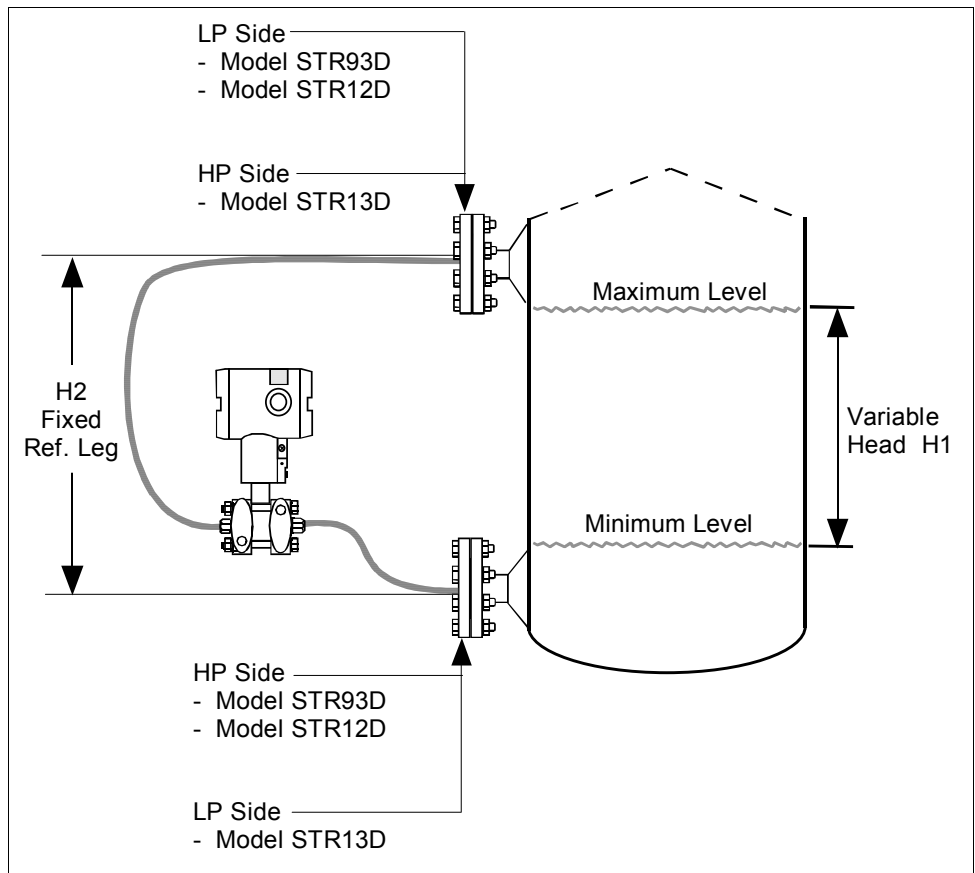 LP Side
- Model STR93D
- Model STR12D
HP Side
- Model STR13D
Maximum Level
H2
Fixed
Ref. Leg
Variable
Head H1
Minimum Level
HP Side
- Model STR93D
- Model STR12D
LP Side
- Model STR13D